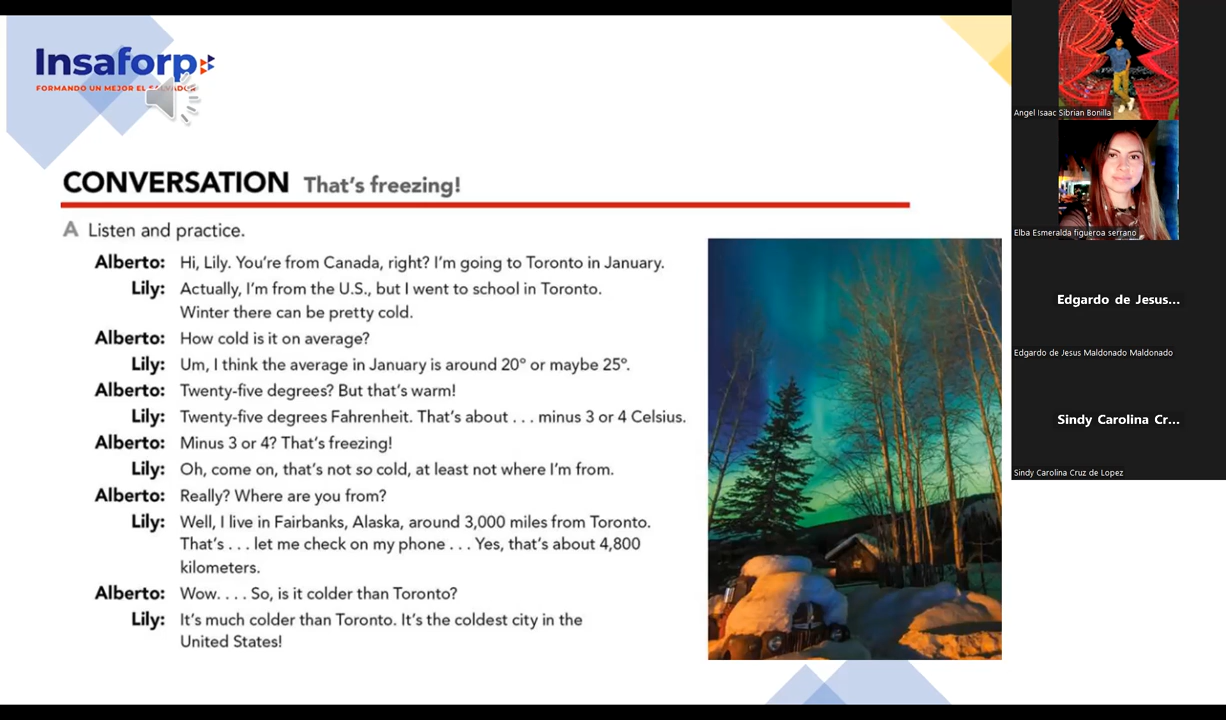 Insaforp
FORMANDO UN MEJOR EL SALVADOR
CONVERSATION That's freezing!
A Listen and practice.
Alberto: Hi, Lily. You're from Canada, right? I'm going to Toronto in January.
Lily: Actually, I'm from the U.S., but I went to school in Toronto.
Winter there can be pretty cold.
Alberto: How cold is it on average?
Lily: Um, I think the average in January is around 20° or maybe 25°.
Alberto: Twenty-five degrees? But that's warm!
Lily: Twenty-five degrees Fahrenheit. That's about . . . minus 3 or 4 Celsius.
Alberto: Minus 3 or 4? That's freezing!
Lily: Oh, come on, that's not so cold, at least not where I'm from.
Alberto: Really? Where are you from?
Lily: Well, I live in Fairbanks, Alaska, around 3,000 miles from Toronto.
That's . . . let me check on my phone . . . Yes, that's about 4,800
kilometers.
Alberto: Wow. . . . So, is it colder than Toronto?
Lily: It's much colder than Toronto. It's the coldest city in the
United States!
Angel Isaac Sibrian Bonilla
Elba Esmeralda figueroa serrano
Edgardo de Jesus...
Edgardo de Jesus Maldonado Maldonado
Sindy Carolina Cr...
Sindy Carolina Cruz de Lopez